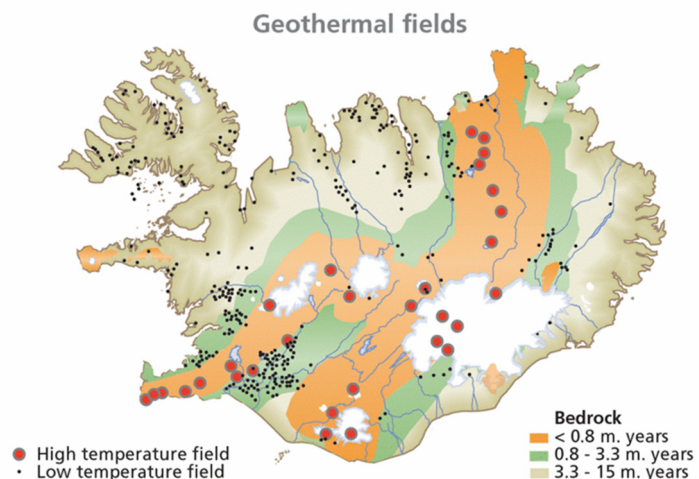 Geothermal fields
High temperature field
Low temperature field
Bedrock
< 0.8 m. years
0.8 - 3.3 m. years
3.3 - 15 m. years